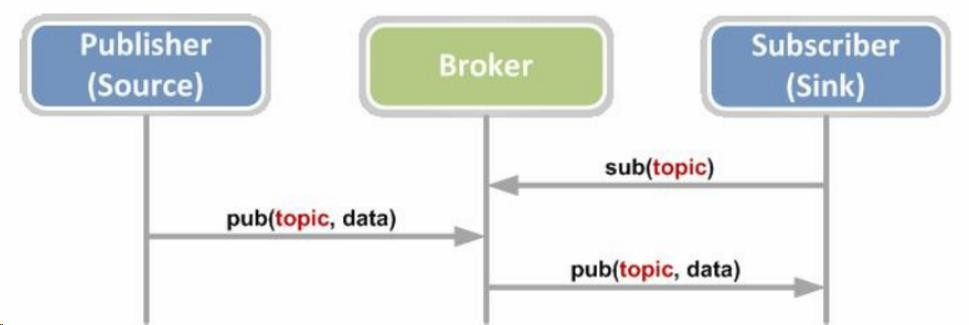 Publisher
(Source)
Broker
Subscriber
(Sink)
sub(topic)
pub(topic, data)
pub(topic, data)